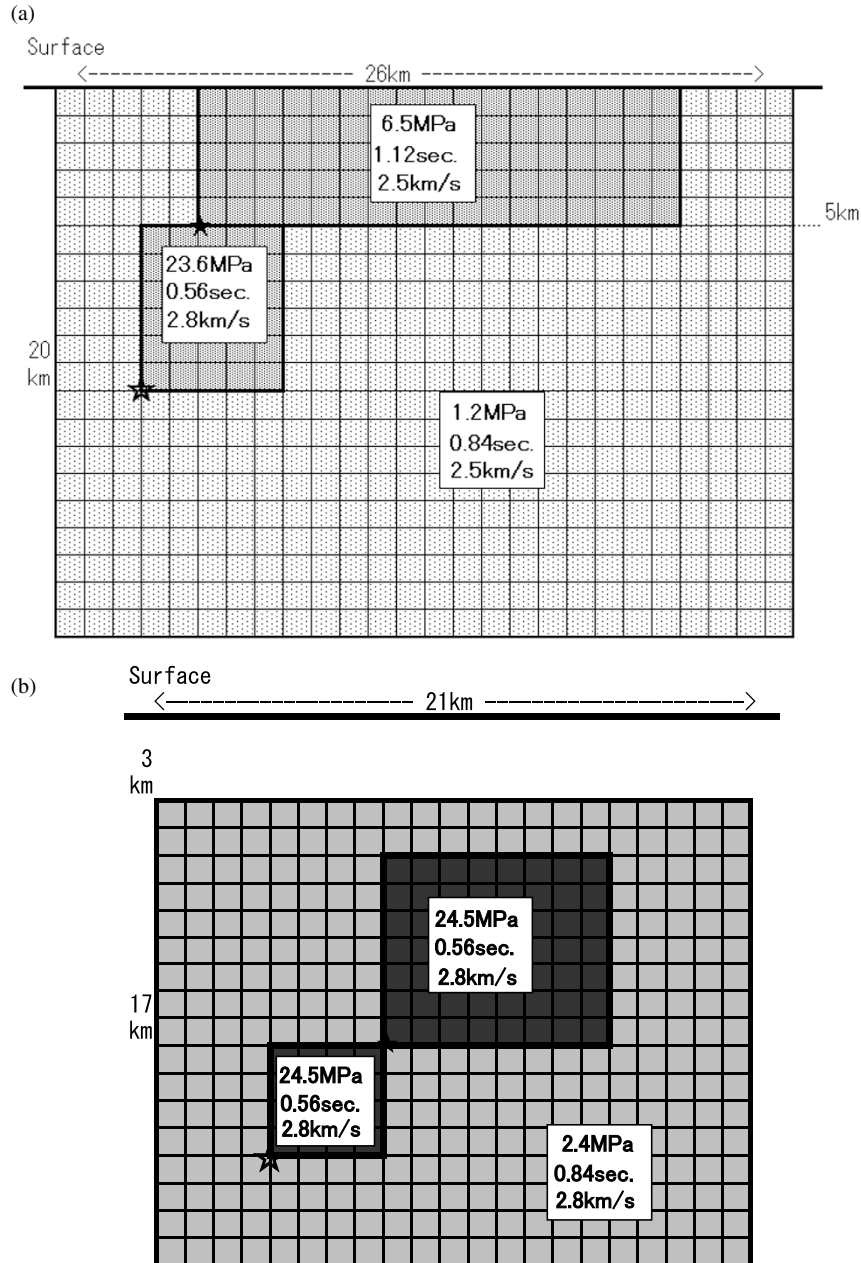 (a)
Surface
26km
6.5MPa
1.12sec.
2.5km/s
5km
23.6MPa
0.56sec.
2.8km/s
20
km
1.2MPa
0.84sec.
2.5km/s
(b)
Surface
21km
3
km
24.5MPa
0.56sec.
2.8km/s
17
km
24.5MPa
0.56sec.
2.8km/s
2.4MPa
0.84sec.
2.8km/s